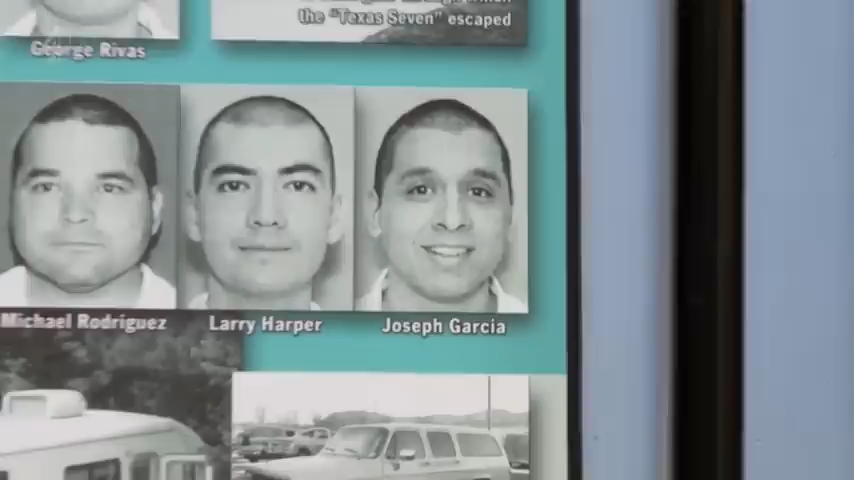 the "Texas Seven" escaped
George Rivas
Michael Rodriguez
Larry Harper
Joseph Garcia